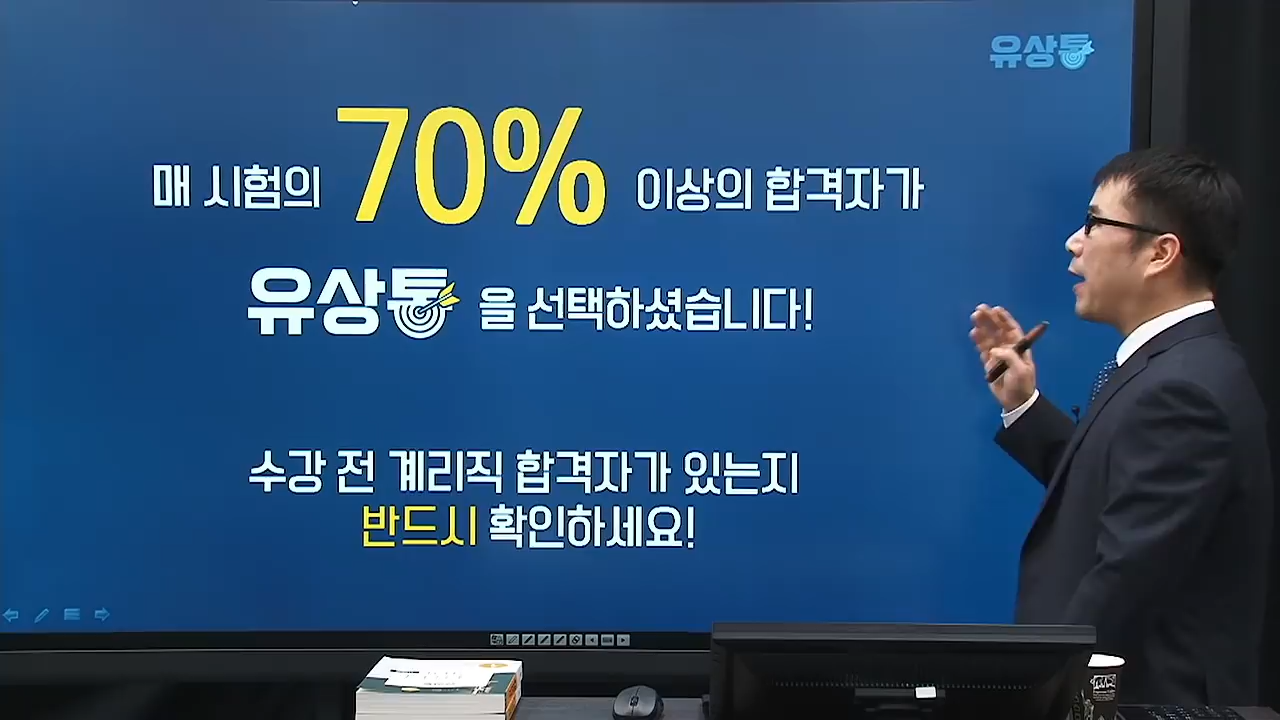 유상통
매 시험의 70% 이상의 합격자가
유상통을 선택하셨습니다!
수강 전 계리직 합격자가 있는지
반드시 확인하세요!